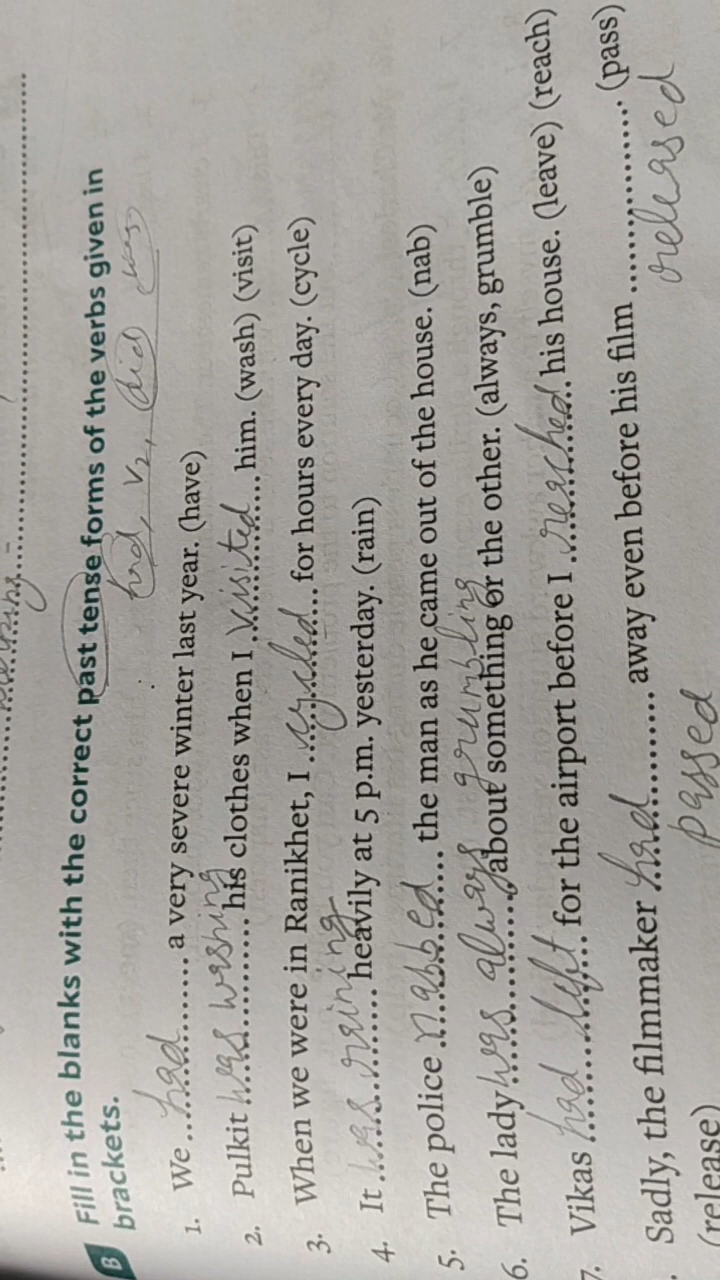 B Fill in the blanks with the correct past tense forms of the verbs given in
brackets.
had, V2, did
1. We had a very severe winter last year. (have)
2. Pulkit was washing his clothes when I visited him. (wash) (visit)
3. When we were in Ranikhet, I cycled for hours every day. (cycle)
4. It was raining heavily at 5 p.m. yesterday. (rain)
5. The police nabbed the man as he came out of the house. (nab)
6. The lady was always grumbling about something or the other. (always, grumble)
7. Vikas had left for the airport before I reached his house. (leave) (reach)
Sadly, the filmmaker had passed away even before his film released (pass)
(release)